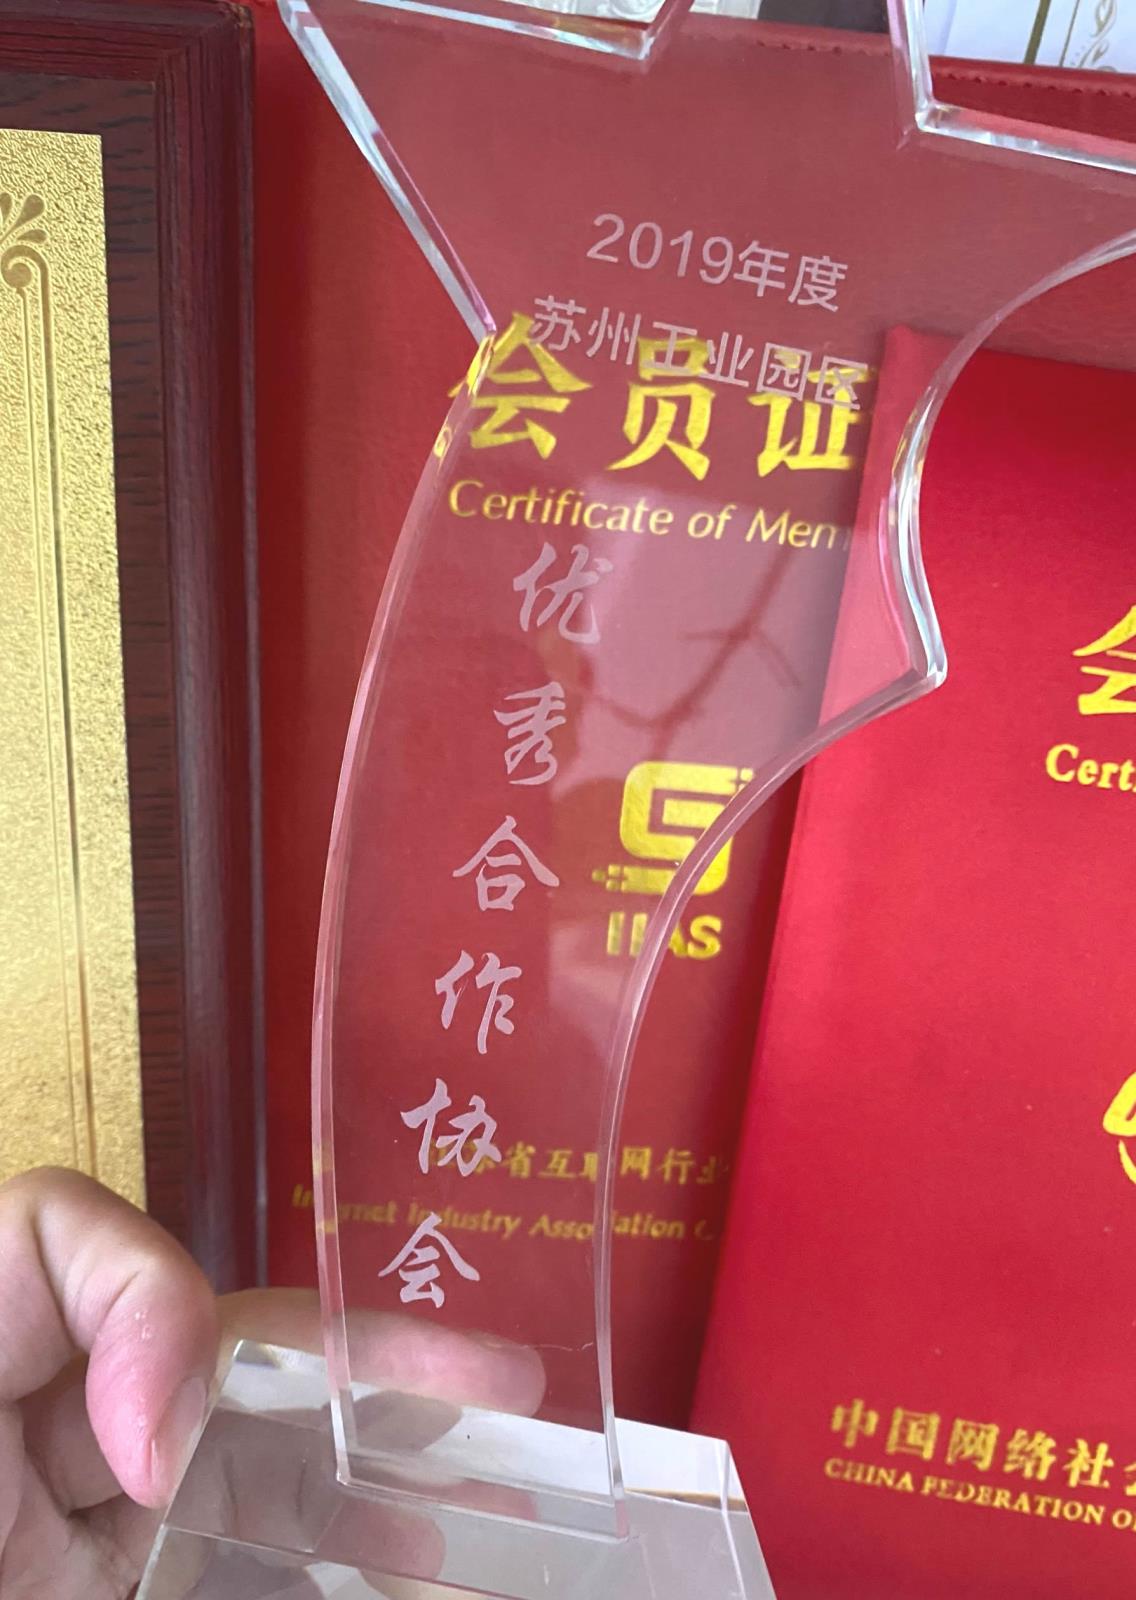 2019年度
苏州工业园区
优秀合作协会
会员证
Certificate of Mem
S
IIAS
省互联网行业
Internet Industry Association
会
Cert
中国网络社会
CHINA FEDERATION O